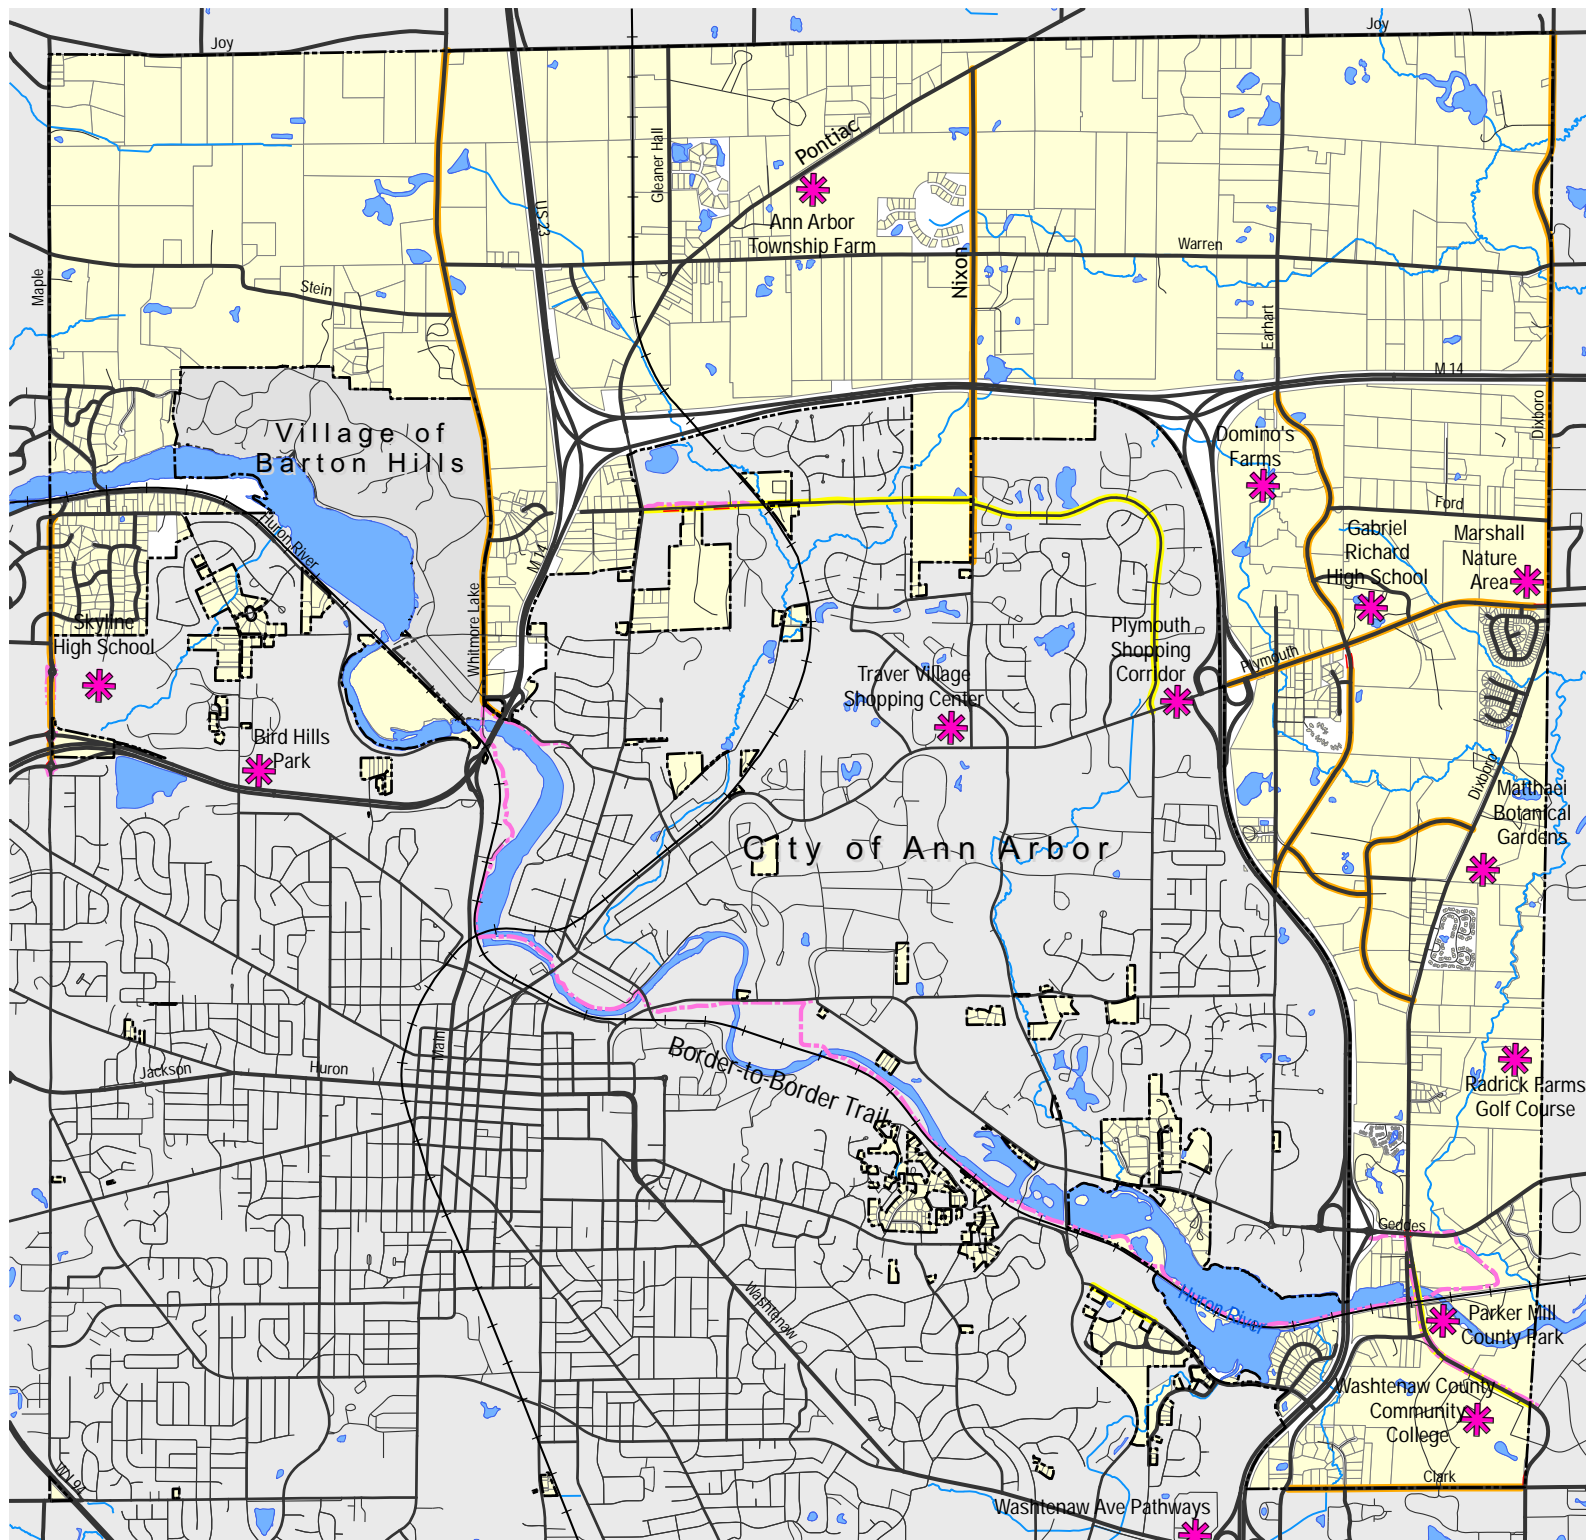 Joy
Joy
Gleaner Hall
Pontiac
US 23
Ann Arbor
Township Farm
Nixon
Warren
Maple
Stein
Earhart
M 14
Dixboro
Village of
Barton Hills
Domino's
Farms
Ford
Gabriel
Richard
High School
Marshall
Nature
Area
Huron River
M 14
Whitmore Lake
Skyline
High School
Plymouth
Shopping
Corridor
Plymouth
Traver Village
Shopping Center
Bird Hills
Park
Dixboro
Matthaei
Botanical
Gardens
City of Ann Arbor
Main
Jackson
Huron
Border-to-Border Trail
Radrick Farms
Golf Course
Geddes
Washtenaw
Huron River
Parker Mill
County Park
Washtenaw County
Community
College
Clark
W I 94
Washtenaw Ave Pathways